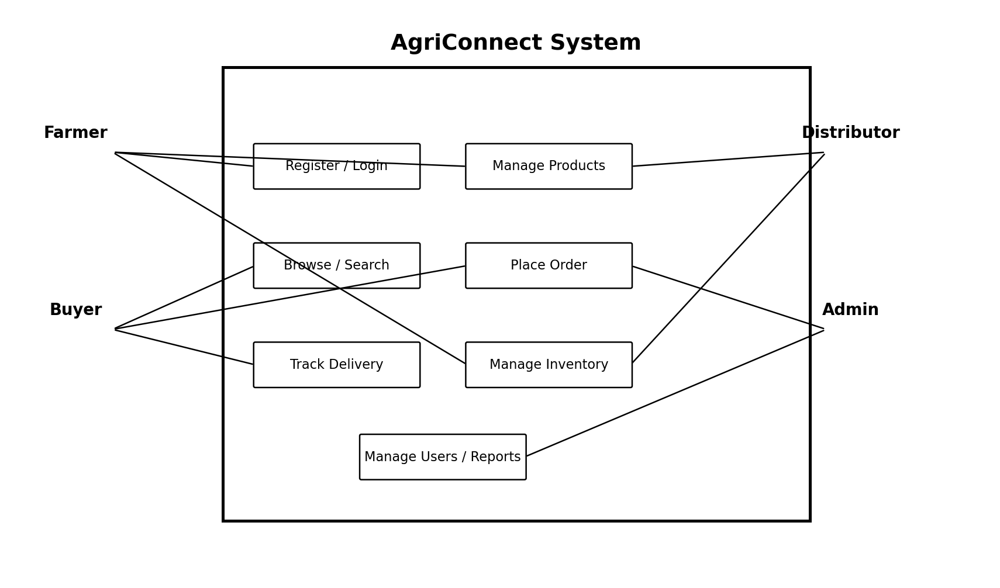 AgriConnect System
Farmer
Distributor
Register / Login
Manage Products
Browse / Search
Place Order
Buyer
Admin
Track Delivery
Manage Inventory
Manage Users / Reports